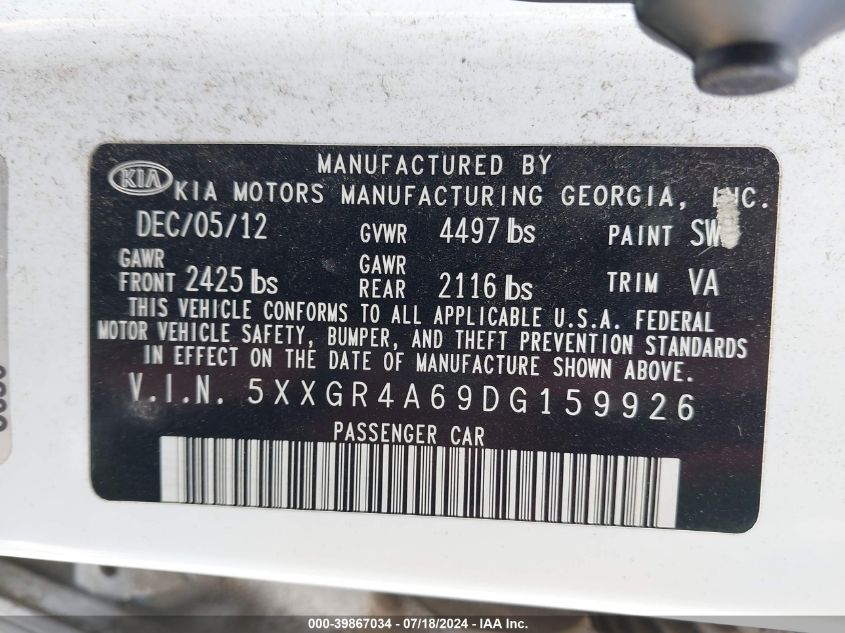 MANUFACTURED BY
KIA KIA MOTORS MANUFACTURING GEORGIA, INC.
DEC/05/12 GVWR 4497 lbs PAINT SW
GAWR FRONT 2425 lbs GAWR REAR 2116 lbs TRIM VA
THIS VEHICLE CONFORMS TO ALL APPLICABLE U.S.A. FEDERAL
MOTOR VEHICLE SAFETY, BUMPER, AND THEFT PREVENTION STANDARDS
IN EFFECT ON THE DATE OF MANUFACTURE SHOWN ABOVE.
V.I.N. 5XXGR4A69DG159926
PASSENGER CAR
000-39867034 - 07/18/2024 - IAA Inc.